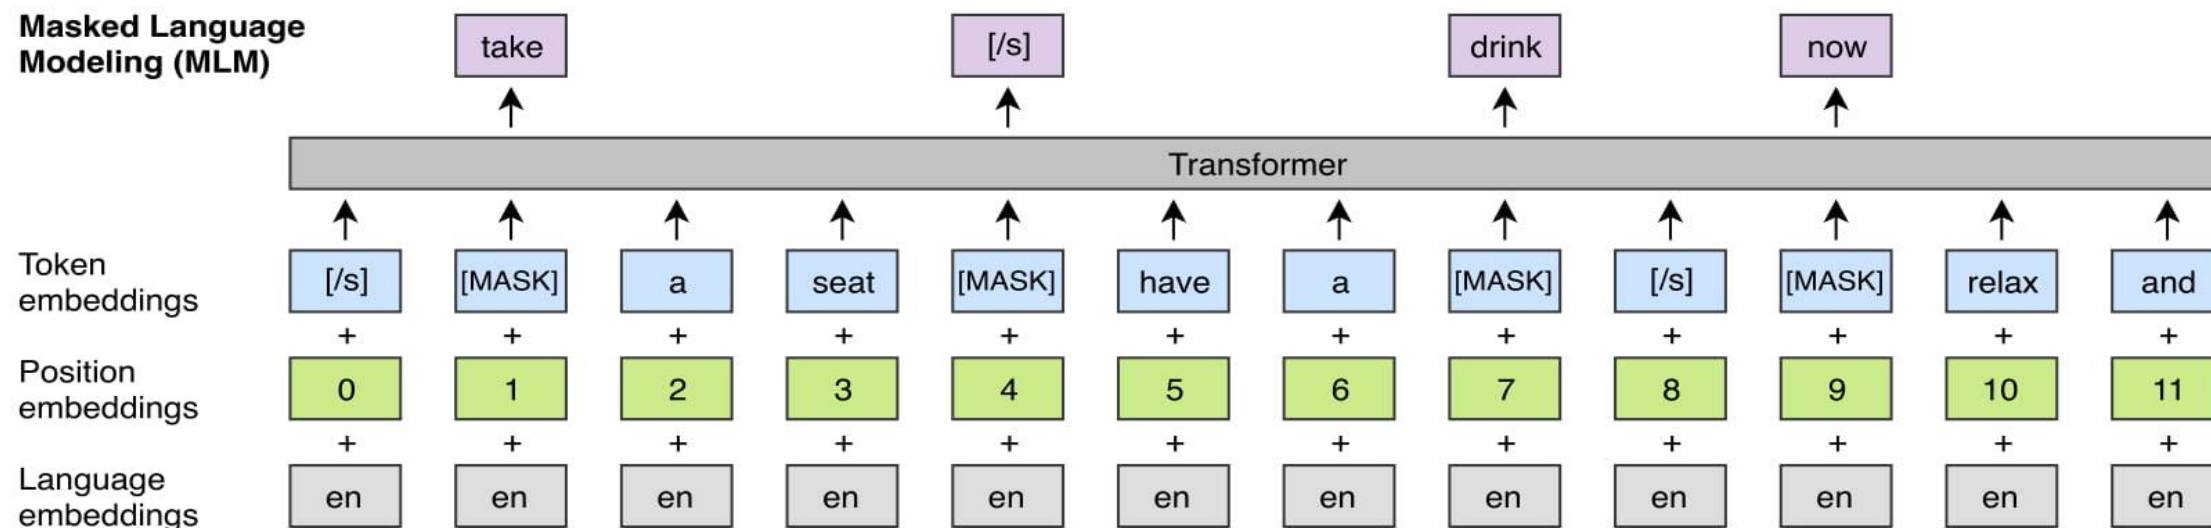 Masked Language
Modeling (MLM)
take [/s] drink now
Transformer
Token
embeddings
[/s] [MASK] a seat [MASK] have a [MASK] [/s] [MASK] relax and
+ + + + + + + + + + + +
Position
embeddings
0 1 2 3 4 5 6 7 8 9 10 11
+ + + + + + + + + + + +
Language
embeddings
en en en en en en en en en en en en